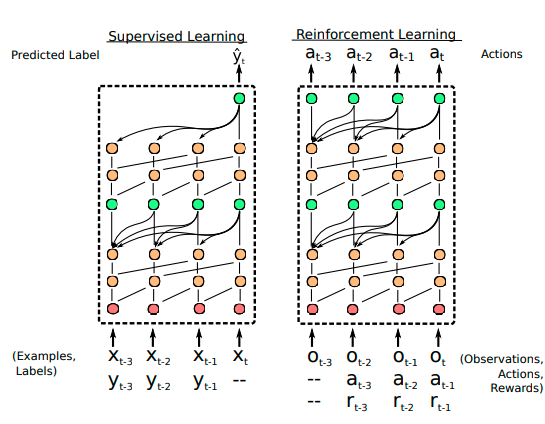 Supervised Learning Reinforcement Learning
Predicted Label ŷt at-3 at-2 at-1 at Actions
(Examples, Labels) xt-3 xt-2 xt-1 xt ot-3 ot-2 ot-1 ot (Observations, Actions, Rewards)
yt-3 yt-2 yt-1 -- -- at-3 at-2 at-1
-- rt-3 rt-2 rt-1